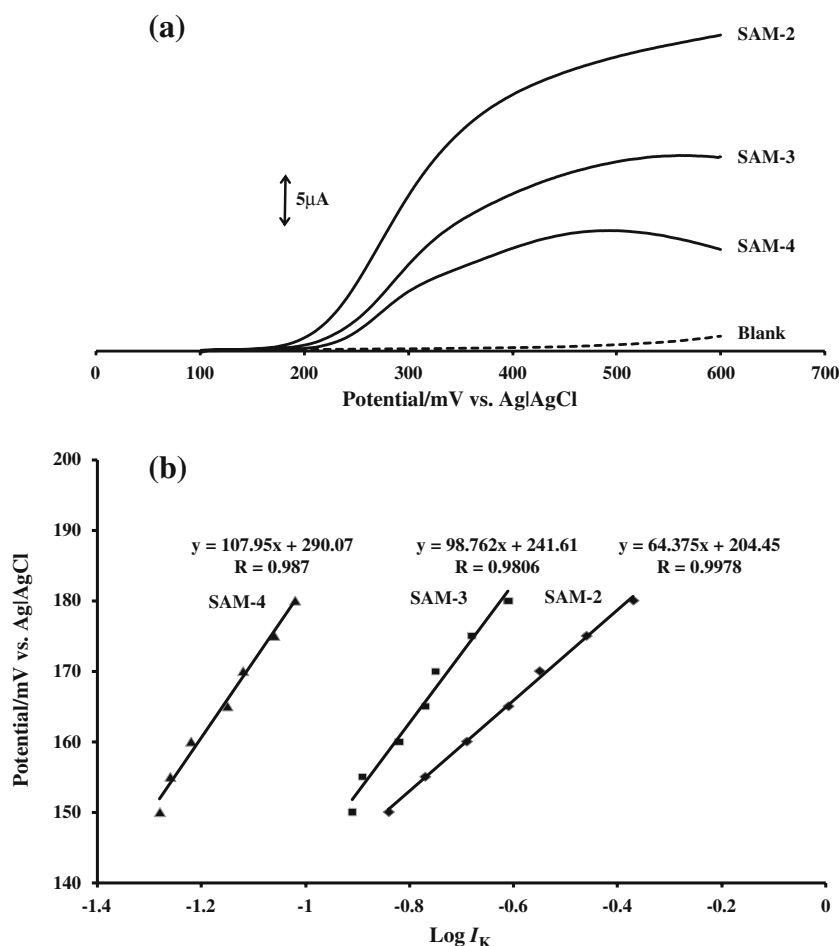 (a)
SAM-2
SAM-3
5μA
SAM-4
Blank
0 100 200 300 400 500 600 700
Potential/mV vs. Ag|AgCl
(b)
200
190
180
170
160
150
140
Potential/mV vs. Ag|AgCl
y = 107.95x + 290.07
R = 0.987
SAM-4
y = 98.762x + 241.61
R = 0.9806
SAM-3
y = 64.375x + 204.45
R = 0.9978
SAM-2
-1.4 -1.2 -1 -0.8 -0.6 -0.4 -0.2 0
Log IK